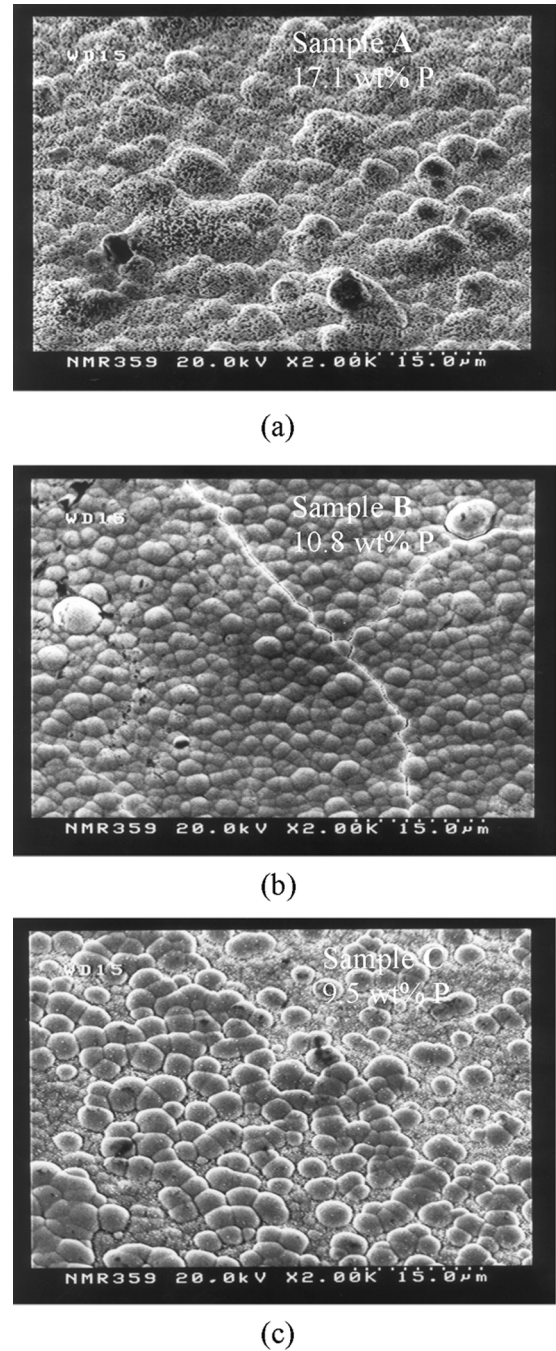 WD15
Sample A
17.1 wt% P
NMR359 20.0kV X2.00K 15.0μm
(a)
WD15
Sample B
10.8 wt% P
NMR359 20.0kV X2.00K 15.0μm
(b)
WD15
Sample C
9.5 wt% P
NMR359 20.0kV X2.00K 15.0μm
(c)